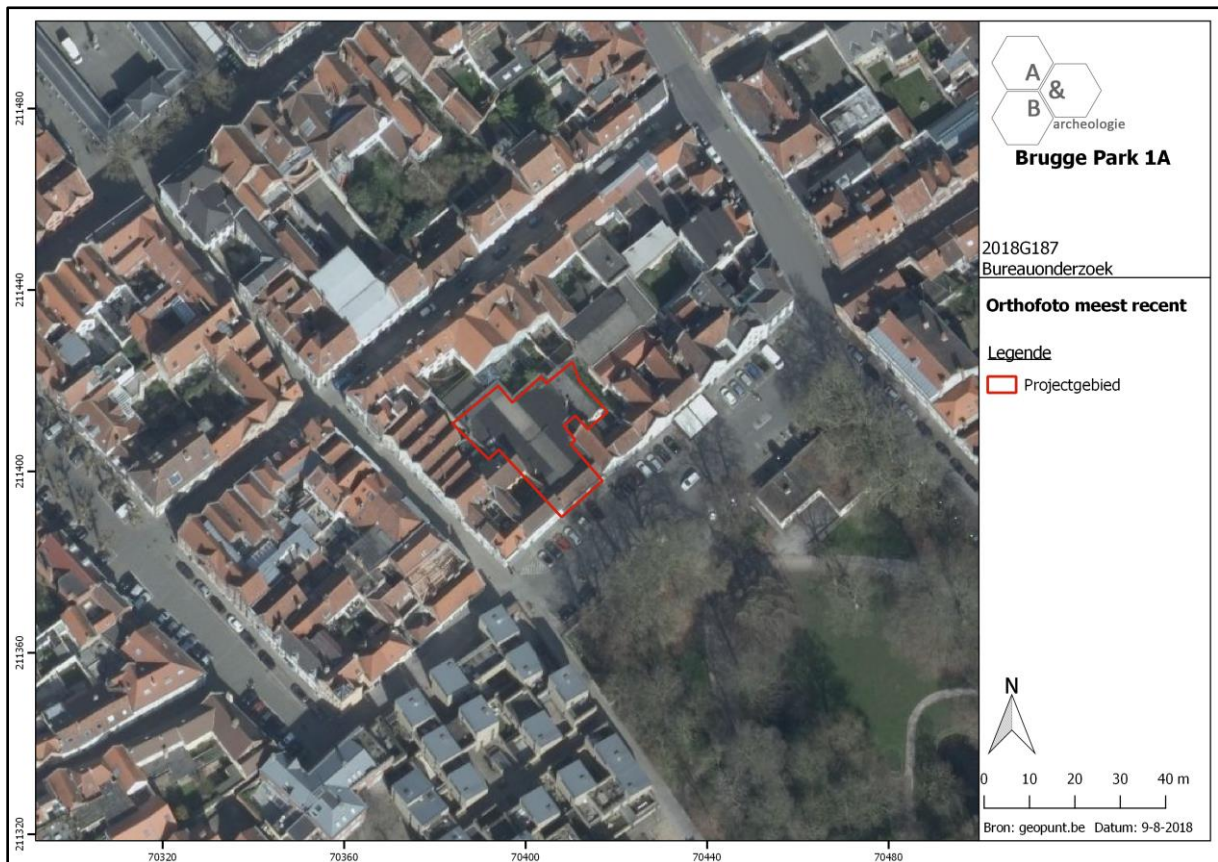 A
&
B
archeologie
Brugge Park 1A
2018G187
Bureauonderzoek
Orthofoto meest recent
Legende
Projectgebied
N
0 10 20 30 40 m
Bron: geopunt.be Datum: 9-8-2018
211480
211440
211400
211360
211320
70320 70360 70400 70440 70480